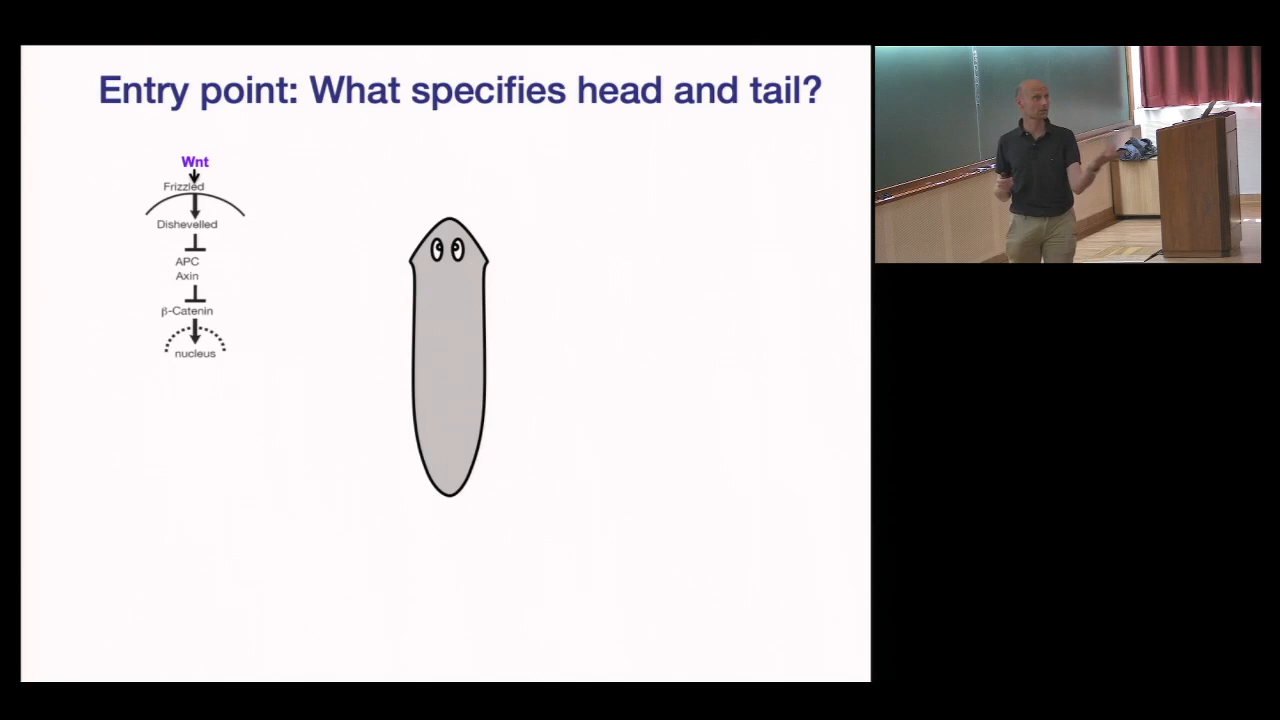 Entry point: What specifies head and tail?
Wnt
Frizzled
Dishevelled
APC
Axin
β-Catenin
nucleus